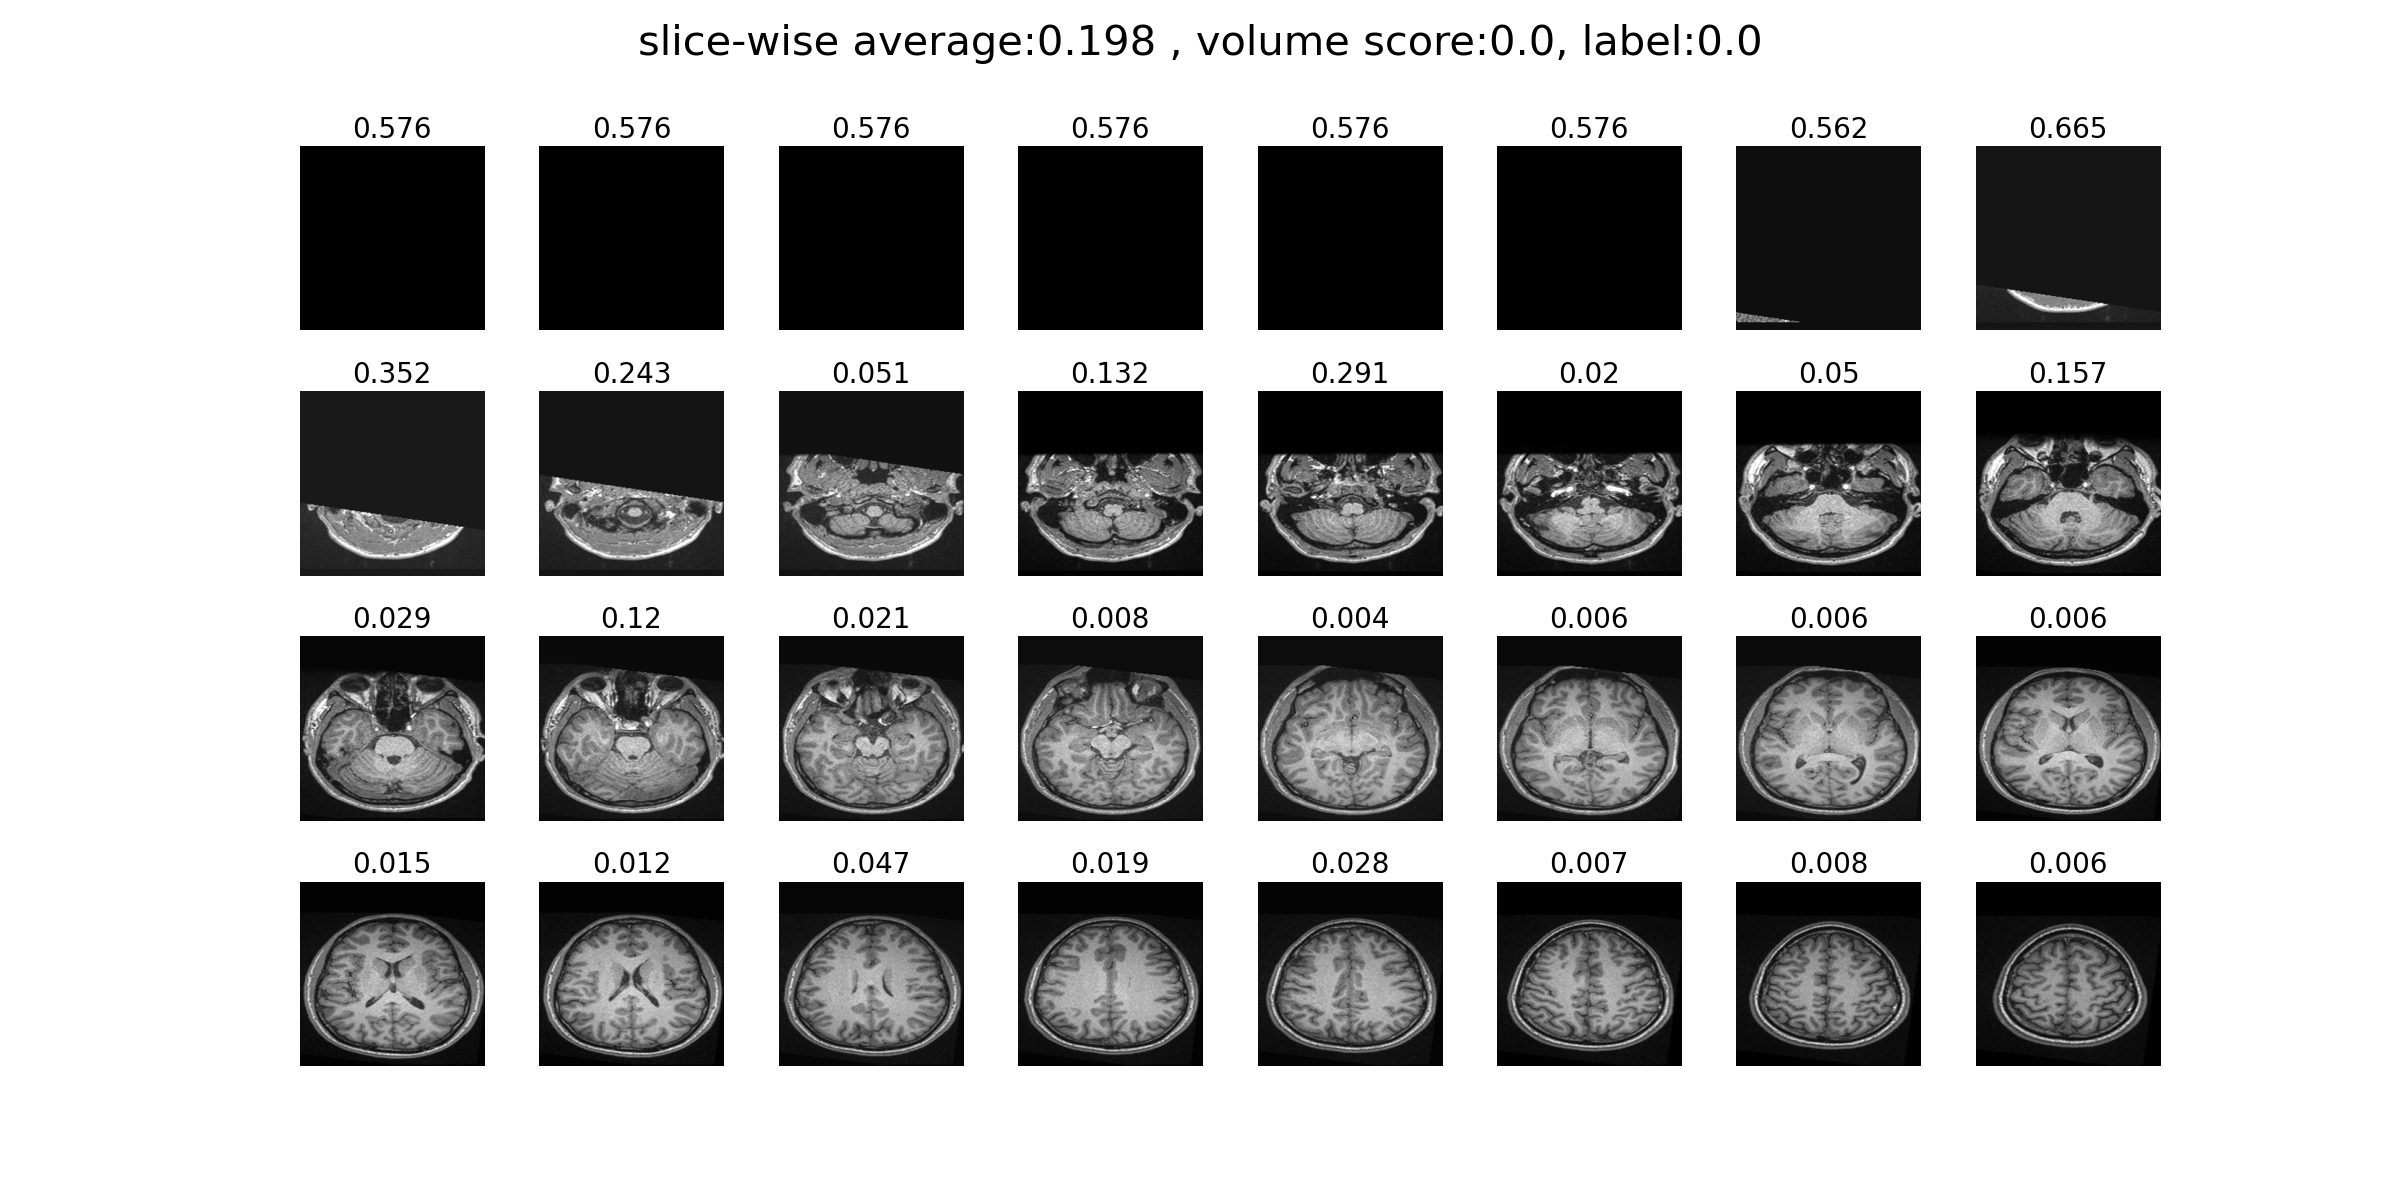 slice-wise average:0.198 , volume score:0.0, label:0.0
0.576 0.576 0.576 0.576 0.576 0.576 0.562 0.665
0.352 0.243 0.051 0.132 0.291 0.02 0.05 0.157
0.029 0.12 0.021 0.008 0.004 0.006 0.006 0.006
0.015 0.012 0.047 0.019 0.028 0.007 0.008 0.006